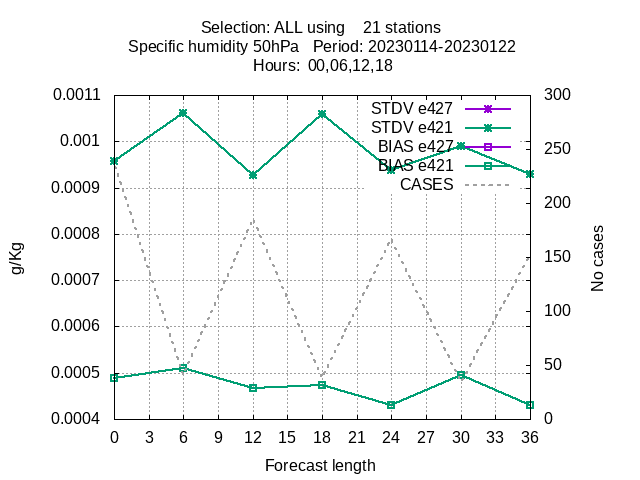 Selection: ALL using    21 stations
Specific humidity 50hPa   Period: 20230114-20230122
Hours:  00,06,12,18
0.0011
0.001
0.0009
0.0008
0.0007
0.0006
0.0005
0.0004
g/Kg
STDV e427
STDV e421
BIAS e427
BIAS e421
CASES
300
250
200
150
100
50
0
No cases
0 3 6 9 12 15 18 21 24 27 30 33 36
Forecast length